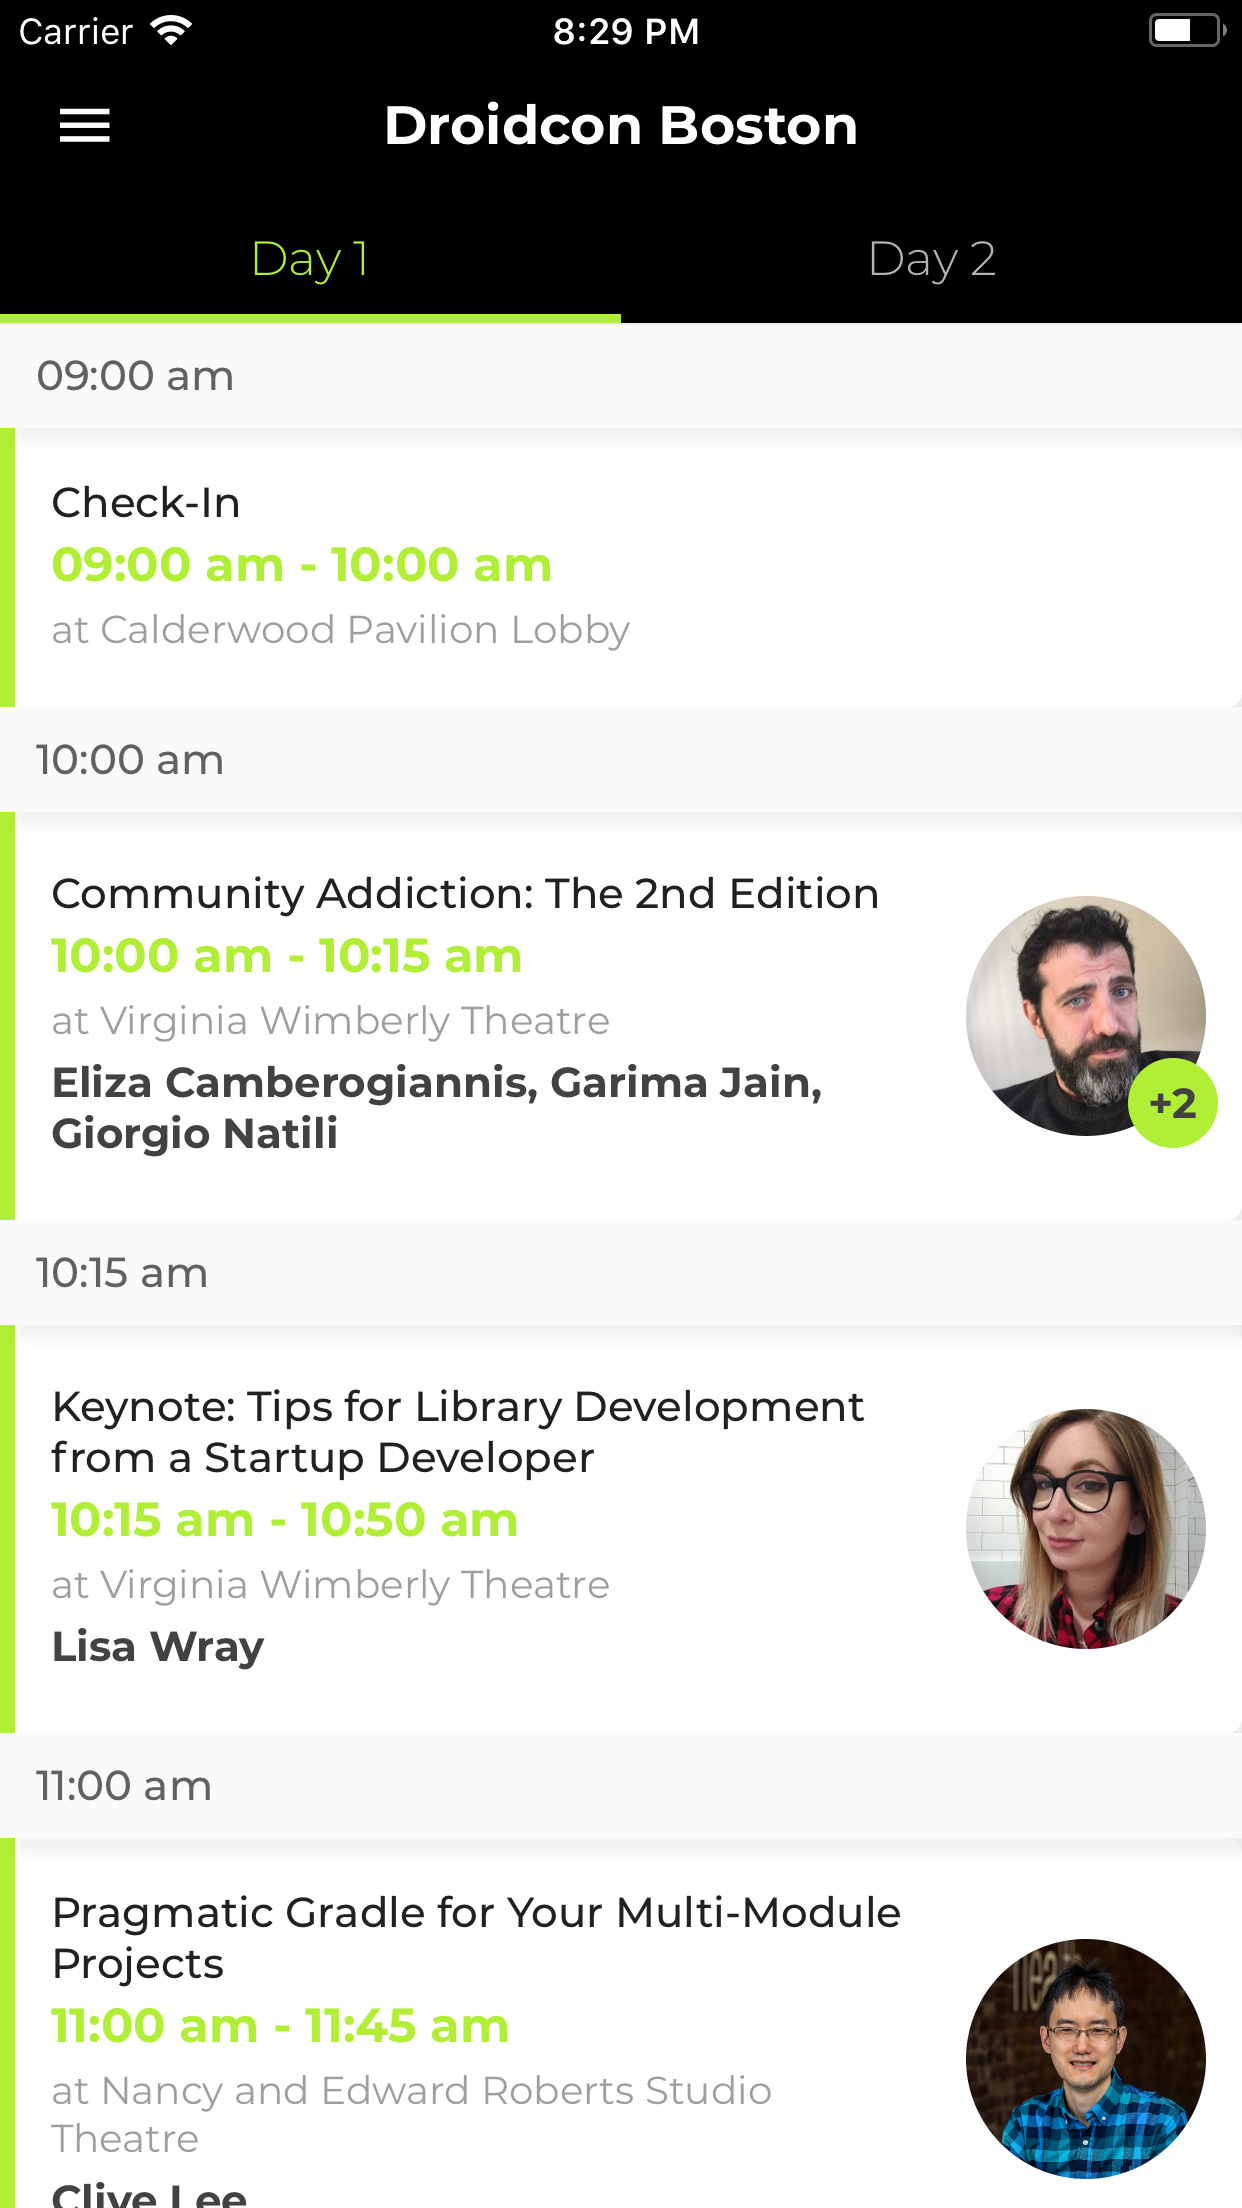 Carrier 8:29 PM
Droidcon Boston
Day 1 Day 2
09:00 am
Check-In
09:00 am - 10:00 am
at Calderwood Pavilion Lobby
10:00 am
Community Addiction: The 2nd Edition
10:00 am - 10:15 am
at Virginia Wimberly Theatre
Eliza Camberogiannis, Garima Jain,
Giorgio Natili
+2
10:15 am
Keynote: Tips for Library Development
from a Startup Developer
10:15 am - 10:50 am
at Virginia Wimberly Theatre
Lisa Wray
11:00 am
Pragmatic Gradle for Your Multi-Module
Projects
11:00 am - 11:45 am
at Nancy and Edward Roberts Studio
Theatre
Clive Lee